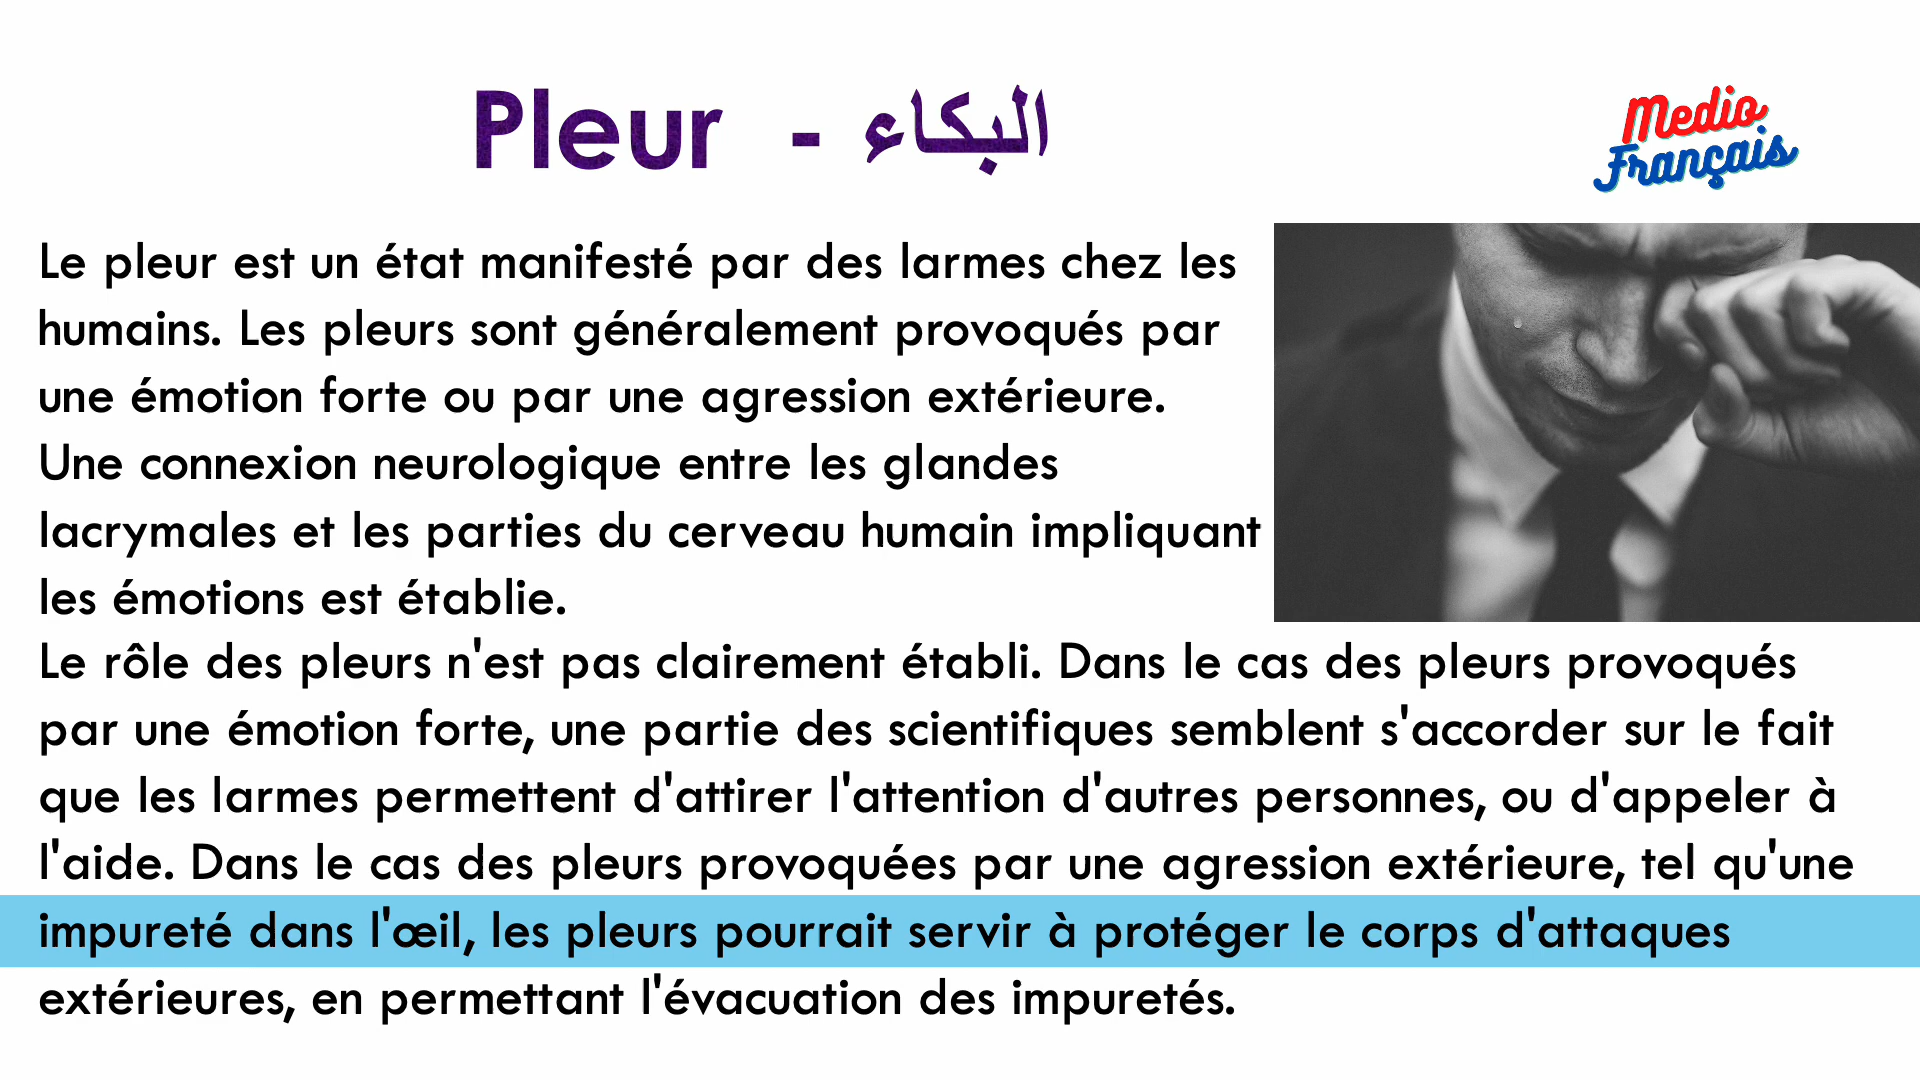 Pleur - البكاء
Medio
Français
Le pleur est un état manifesté par des larmes chez les
humains. Les pleurs sont généralement provoqués par
une émotion forte ou par une agression extérieure.
Une connexion neurologique entre les glandes
lacrymales et les parties du cerveau humain impliquant
les émotions est établie.
Le rôle des pleurs n'est pas clairement établi. Dans le cas des pleurs provoqués
par une émotion forte, une partie des scientifiques semblent s'accorder sur le fait
que les larmes permettent d'attirer l'attention d'autres personnes, ou d'appeler à
l'aide. Dans le cas des pleurs provoquées par une agression extérieure, tel qu'une
impureté dans l'œil, les pleurs pourrait servir à protéger le corps d'attaques
extérieures, en permettant l'évacuation des impuretés.